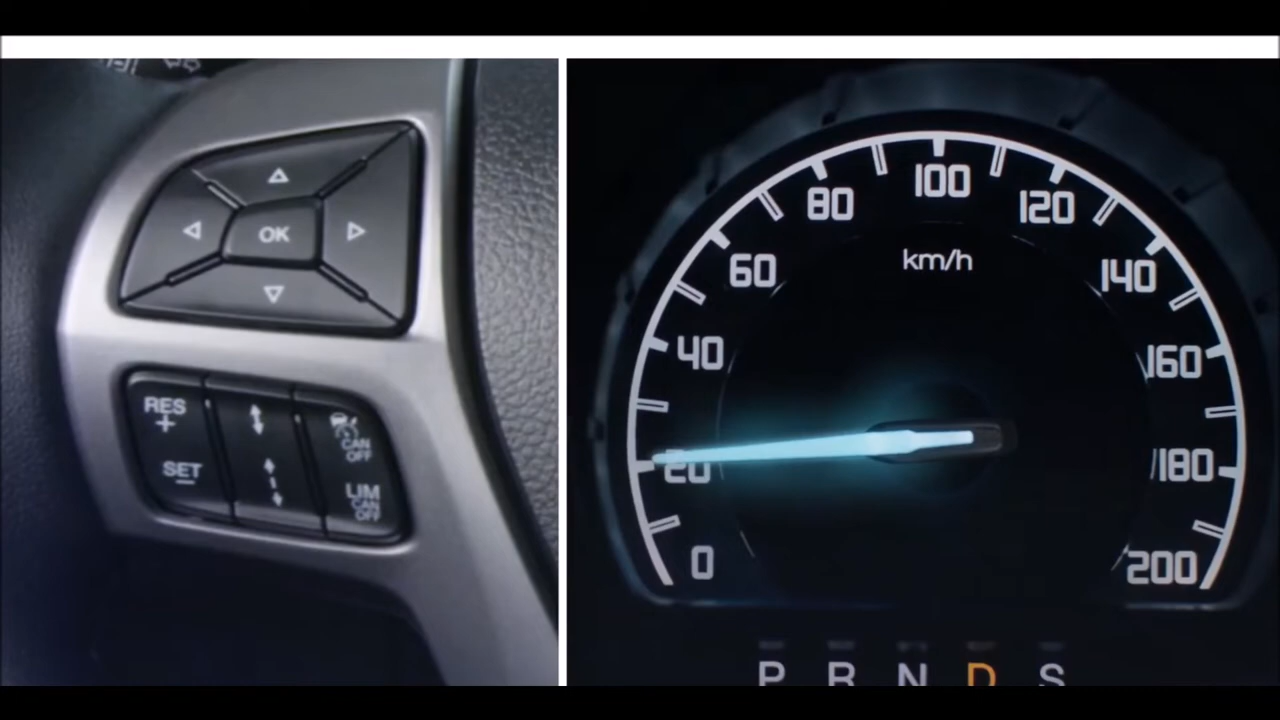 OK
RES
+
SET
−
CAN
OFF
LIM
CAN
OFF
100
80
120
km/h
60
140
40
160
20
180
0
200
P R N D S